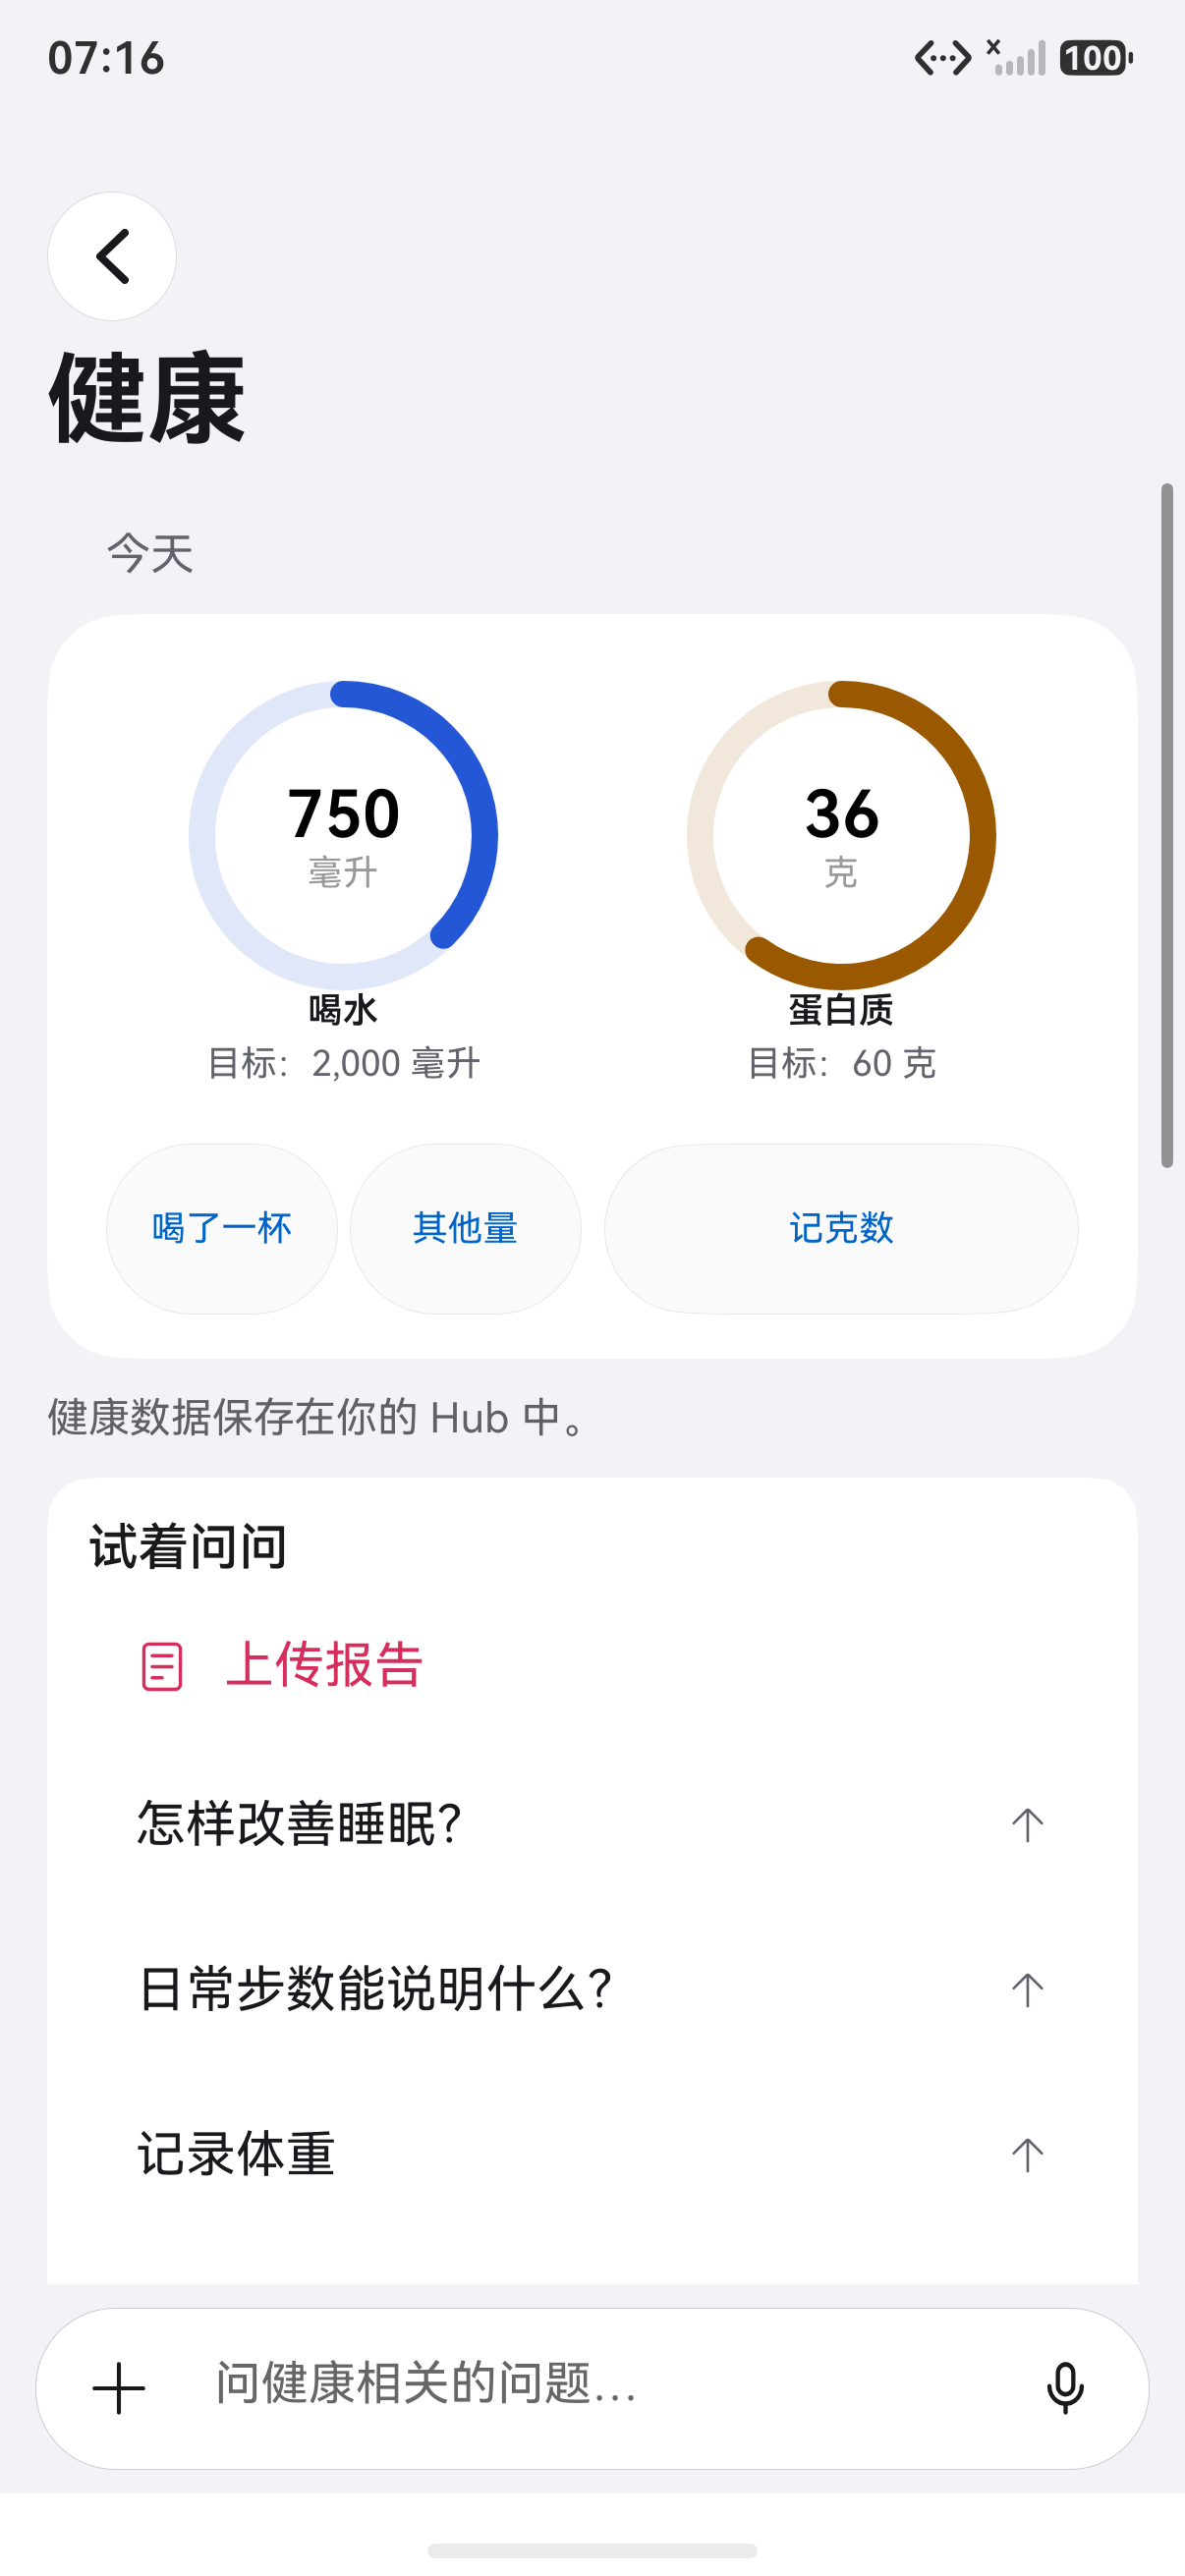 07:16
100
健康
今天
750
毫升
36
克
喝水
蛋白质
目标：2,000 毫升
目标：60 克
喝了一杯
其他量
记克数
健康数据保存在你的 Hub 中。
试着问问
上传报告
怎样改善睡眠？
日常步数能说明什么？
记录体重
问健康相关的问题…